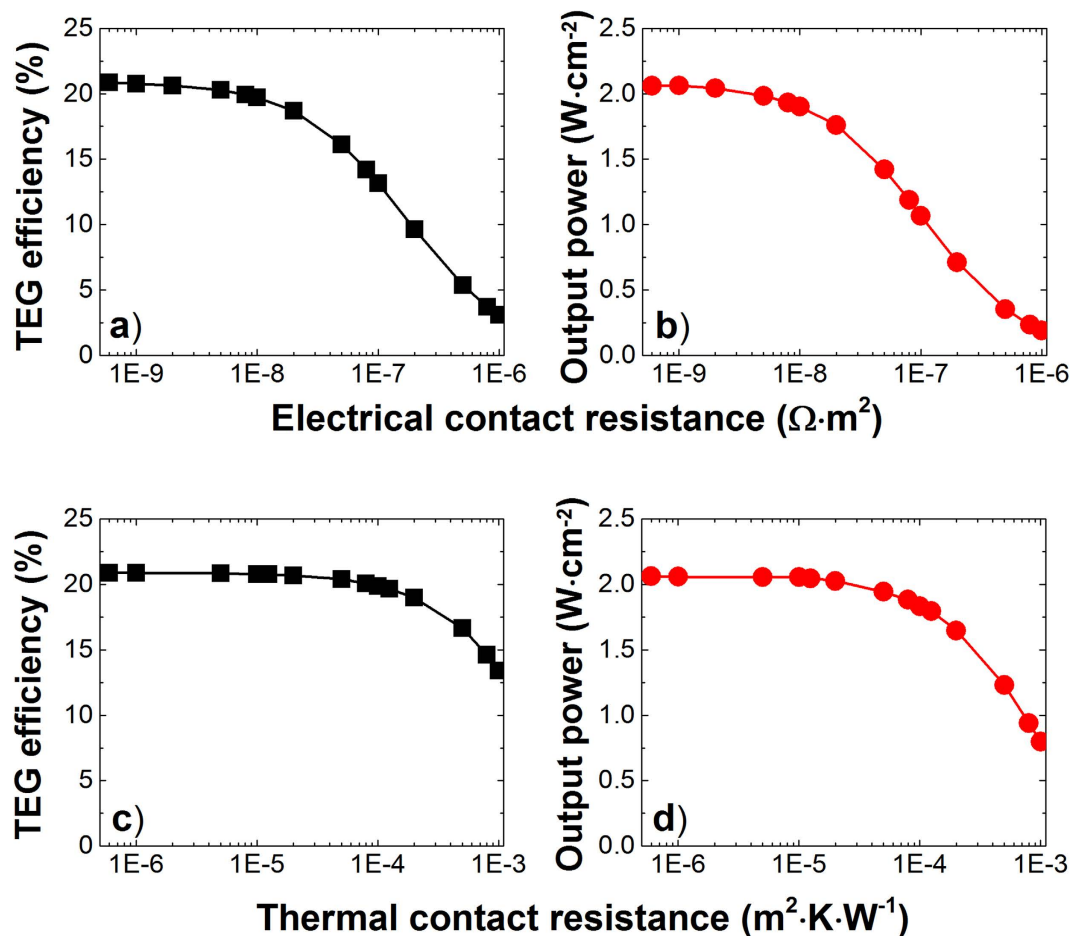 TEG efficiency (%)
25
20
15
10
5
0
a)
1E-9 1E-8 1E-7 1E-6
Output power (W·cm⁻²)
2.5
2.0
1.5
1.0
0.5
0.0
b)
1E-9 1E-8 1E-7 1E-6
Electrical contact resistance (Ω·m²)
TEG efficiency (%)
25
20
15
10
5
0
c)
1E-6 1E-5 1E-4 1E-3
Output power (W·cm⁻²)
2.5
2.0
1.5
1.0
0.5
0.0
d)
1E-6 1E-5 1E-4 1E-3
Thermal contact resistance (m²·K·W⁻¹)